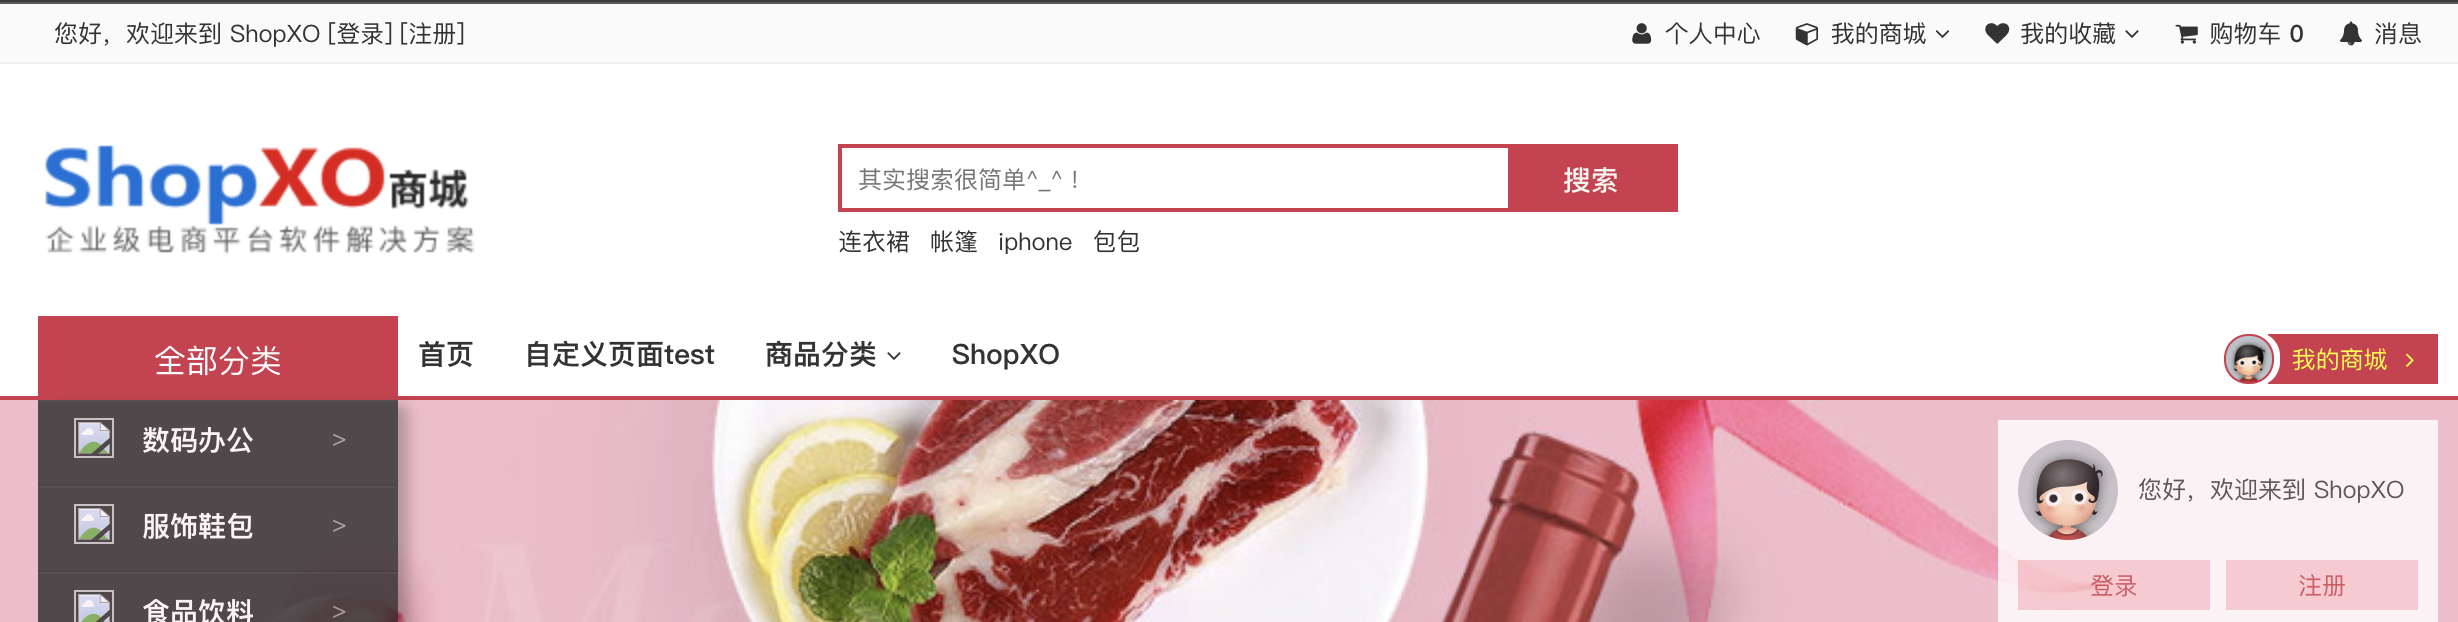 您好，欢迎来到 ShopXO [登录] [注册]
个人中心 我的商城 我的收藏 购物车 0 消息
ShopXO商城
企业级电商平台软件解决方案
其实搜索很简单^_^！ 搜索
连衣裙 帐篷 iphone 包包
全部分类 首页 自定义页面test 商品分类 ShopXO 我的商城 >
数码办公 >
服饰鞋包 >
食品饮料 >
您好，欢迎来到 ShopXO
登录 注册